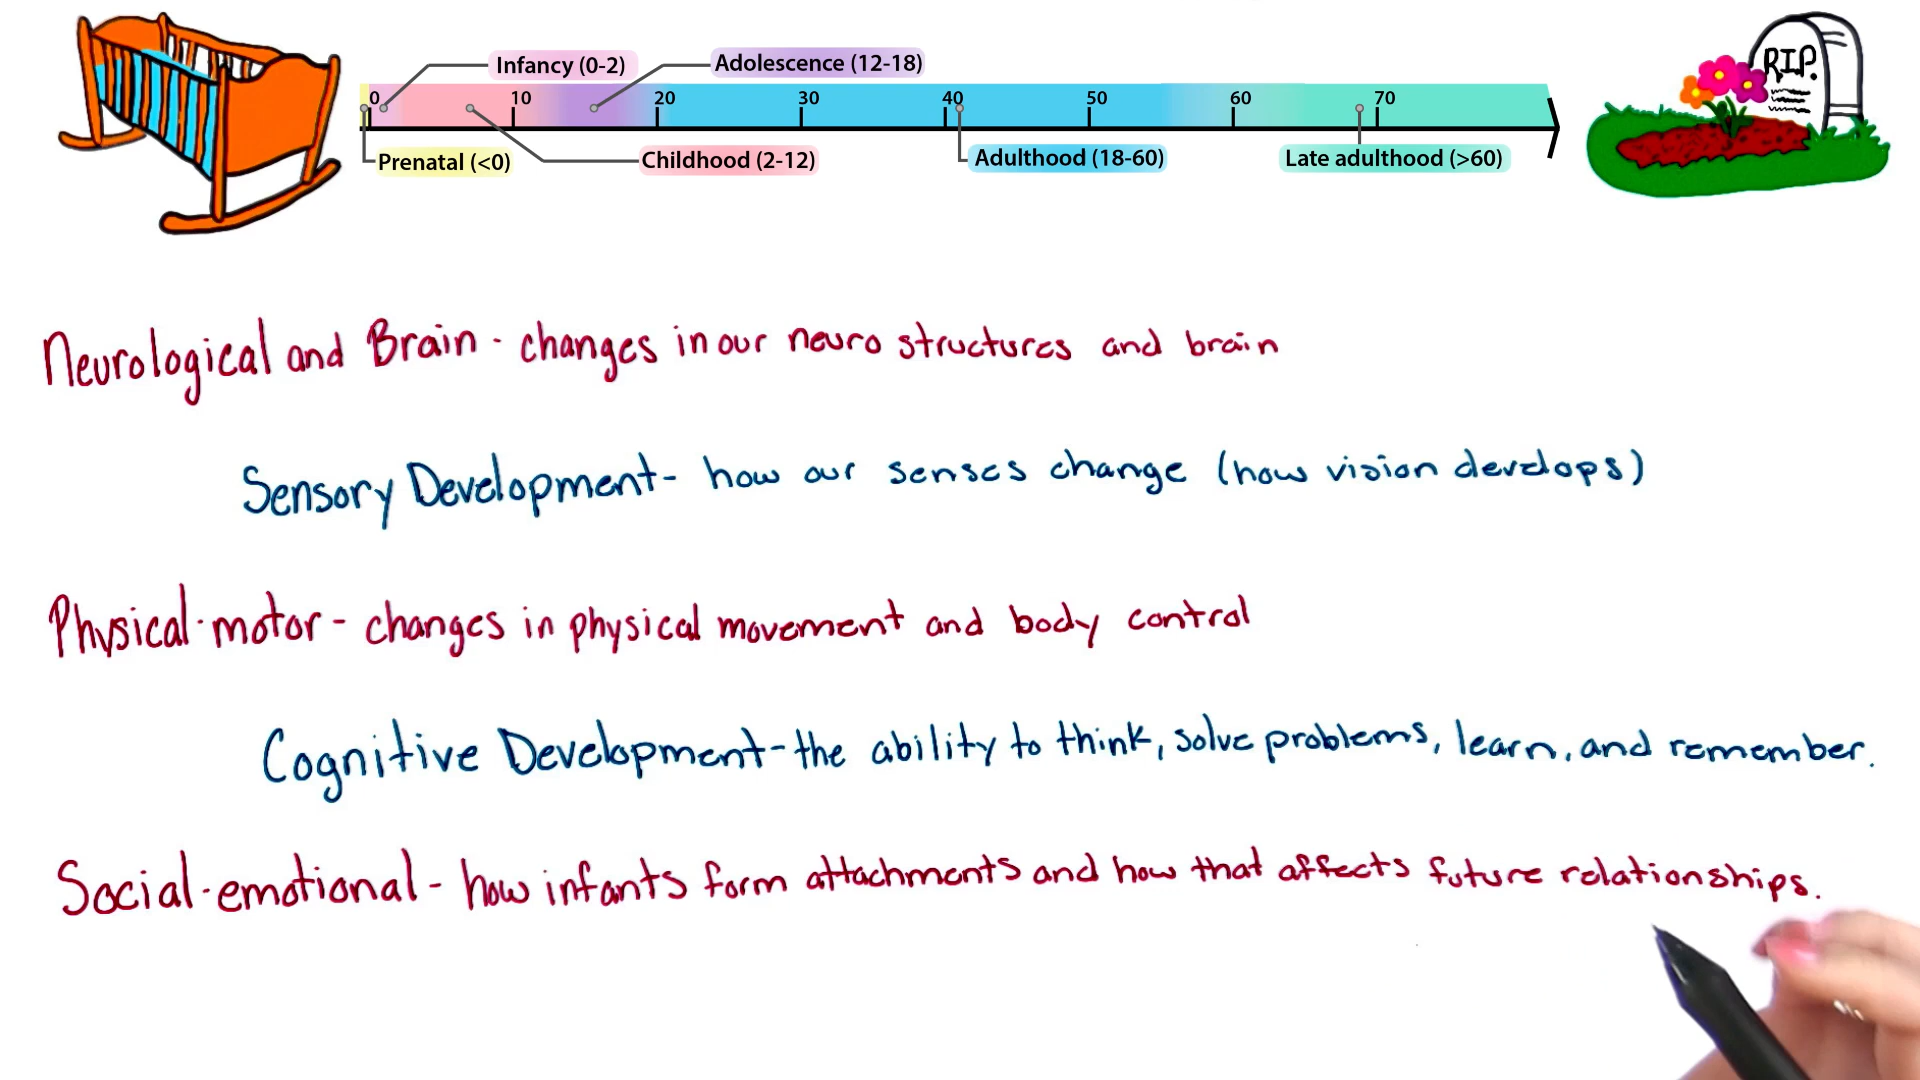 Infancy (0-2)
Adolescence (12-18)
0 10 20 30 40 50 60 70
Prenatal (<0)
Childhood (2-12)
Adulthood (18-60)
Late adulthood (>60)
R.I.P.
Neurological and Brain - changes in our neuro structures and brain
Sensory Development - how our senses change (how vision develops)
Physical-motor - changes in physical movement and body control
Cognitive Development - the ability to think, solve problems, learn, and remember.
Social-emotional - how infants form attachments and how that affects future relationships.